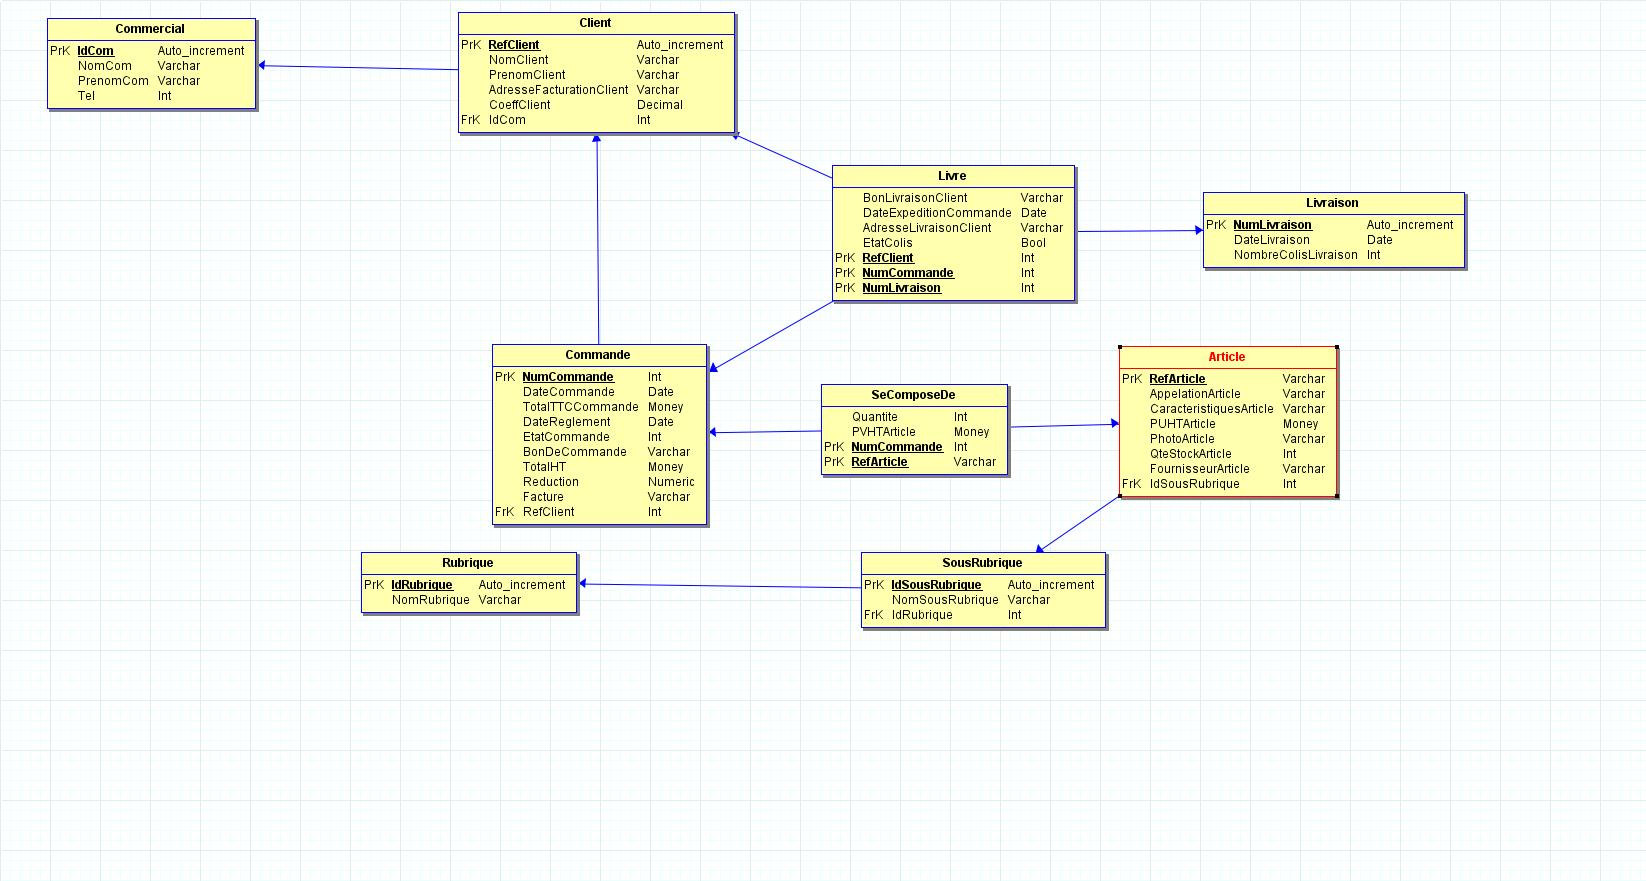 Commercial
PrK IdCom Auto_increment
NomCom Varchar
PrenomCom Varchar
Tel Int
Client
PrK RefClient Auto_increment
NomClient Varchar
PrenomClient Varchar
AdresseFacturationClient Varchar
CoeffClient Decimal
FrK IdCom Int
Livre
BonLivraisonClient Varchar
DateExpeditionCommande Date
AdresseLivraisonClient Varchar
EtatColis Bool
PrK RefClient Int
PrK NumCommande Int
PrK NumLivraison Int
Livraison
PrK NumLivraison Auto_increment
DateLivraison Date
NombreColisLivraison Int
Commande
PrK NumCommande Int
DateCommande Date
TotalTTCCommande Money
DateReglement Date
EtatCommande Int
BonDeCommande Varchar
TotalHT Money
Reduction Numeric
Facture Varchar
FrK RefClient Int
SeComposeDe
Quantite Int
PVHTArticle Money
PrK NumCommande Int
PrK RefArticle Varchar
Article
PrK RefArticle Varchar
AppelationArticle Varchar
CaracteristiquesArticle Varchar
PUHTArticle Money
PhotoArticle Varchar
QteStockArticle Int
FournisseurArticle Varchar
FrK IdSousRubrique Int
Rubrique
PrK IdRubrique Auto_increment
NomRubrique Varchar
SousRubrique
PrK IdSousRubrique Auto_increment
NomSousRubrique Varchar
FrK IdRubrique Int